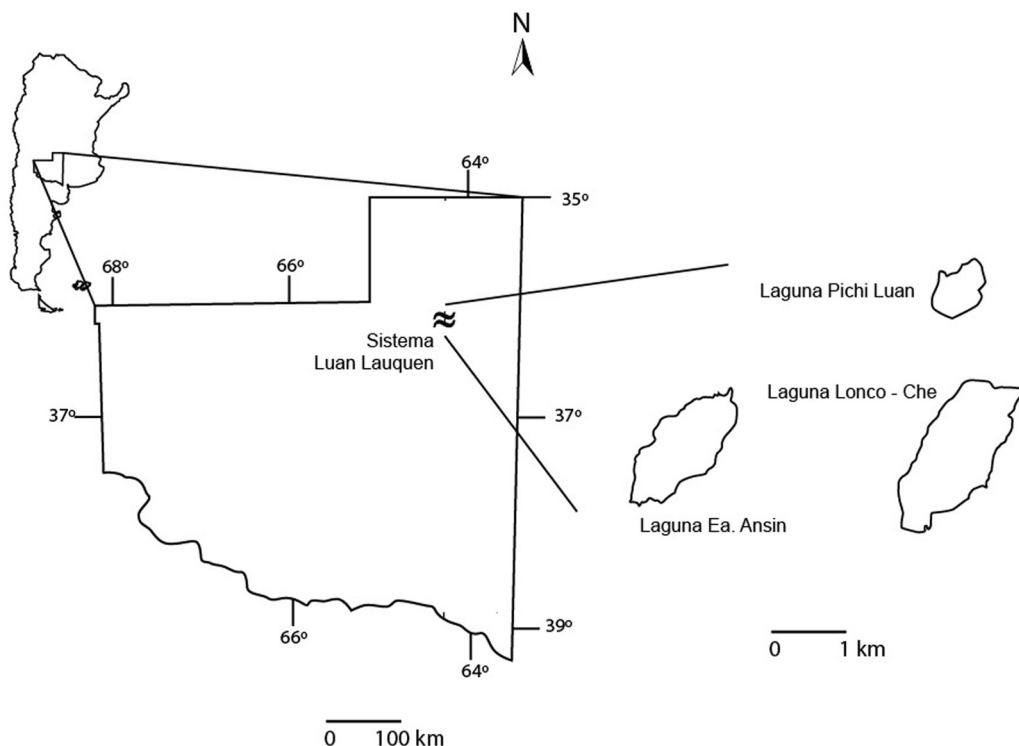 N
64º
35º
68º
66º
Laguna Pichi Luan
Sistema
Luan Lauquen
Laguna Lonco - Che
37º
37º
Laguna Ea. Ansin
66º
39º
64º
0 1 km
0 100 km